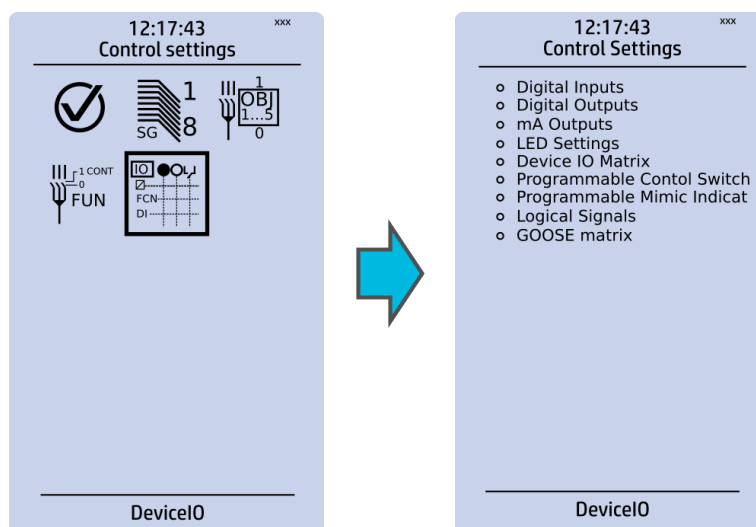 12:17:43
xxx
Control settings
SG
1
8
1
OBJ
1...5
0
1 CONT
0
FUN
IO
FCN
DI
DeviceIO
12:17:43
xxx
Control Settings
Digital Inputs
Digital Outputs
mA Outputs
LED Settings
Device IO Matrix
Programmable Contol Switch
Programmable Mimic Indicat
Logical Signals
GOOSE matrix
DeviceIO